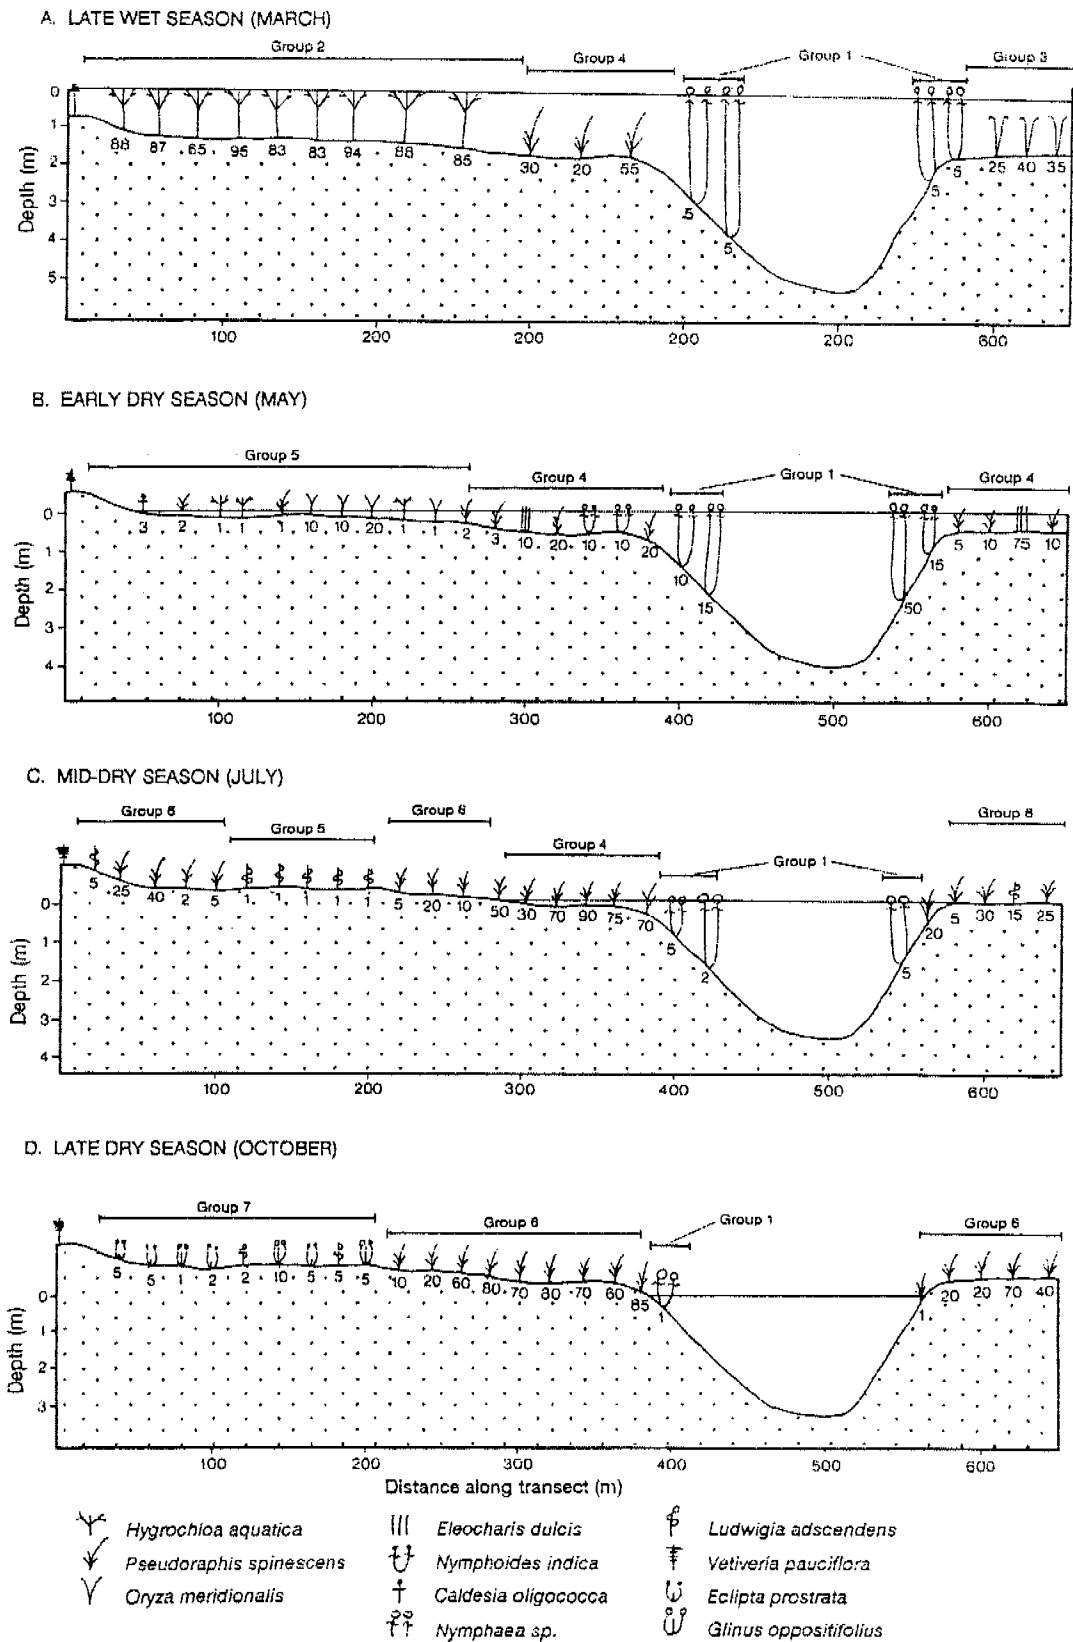 A. LATE WET SEASON (MARCH)
Group 2
Group 4
Group 1
Group 3
0
1
2
3
4
5
Depth (m)
88 87 65 95 83 83 94 88 85 30 20 55 5 5 5 5 25 40 35
100 200 200 200 200 600
B. EARLY DRY SEASON (MAY)
Group 5
Group 4
Group 1
Group 4
0
1
2
3
4
Depth (m)
3 2 1 1 1 10 10 20 1 1 2 3 10 20 10 10 20 10 15 50 15 5 10 75 10
100 200 300 400 500 600
C. MID-DRY SEASON (JULY)
Group 6
Group 5
Group 6
Group 4
Group 1
Group 6
0
1
2
3
4
Depth (m)
5 25 40 2 5 1 1 1 1 1 5 20 10 50 30 70 90 75 70 5 2 5 20 5 30 15 25
100 200 300 400 500 600
D. LATE DRY SEASON (OCTOBER)
Group 7
Group 6
Group 1
Group 6
0
1
2
3
Depth (m)
5 5 1 2 2 10 5 5 5 10 20 60 80 70 80 70 60 85 1 1 20 20 70 40
100 200 300 400 500 600
Distance along transect (m)
Hygrochloa aquatica
Pseudoraphis spinescens
Oryza meridionalis
Eleocharis dulcis
Nymphoides indica
Caldesia oligococca
Nymphaea sp.
Ludwigia adscendens
Vetiveria pauciflora
Eclipta prostrata
Glinus oppositifolius